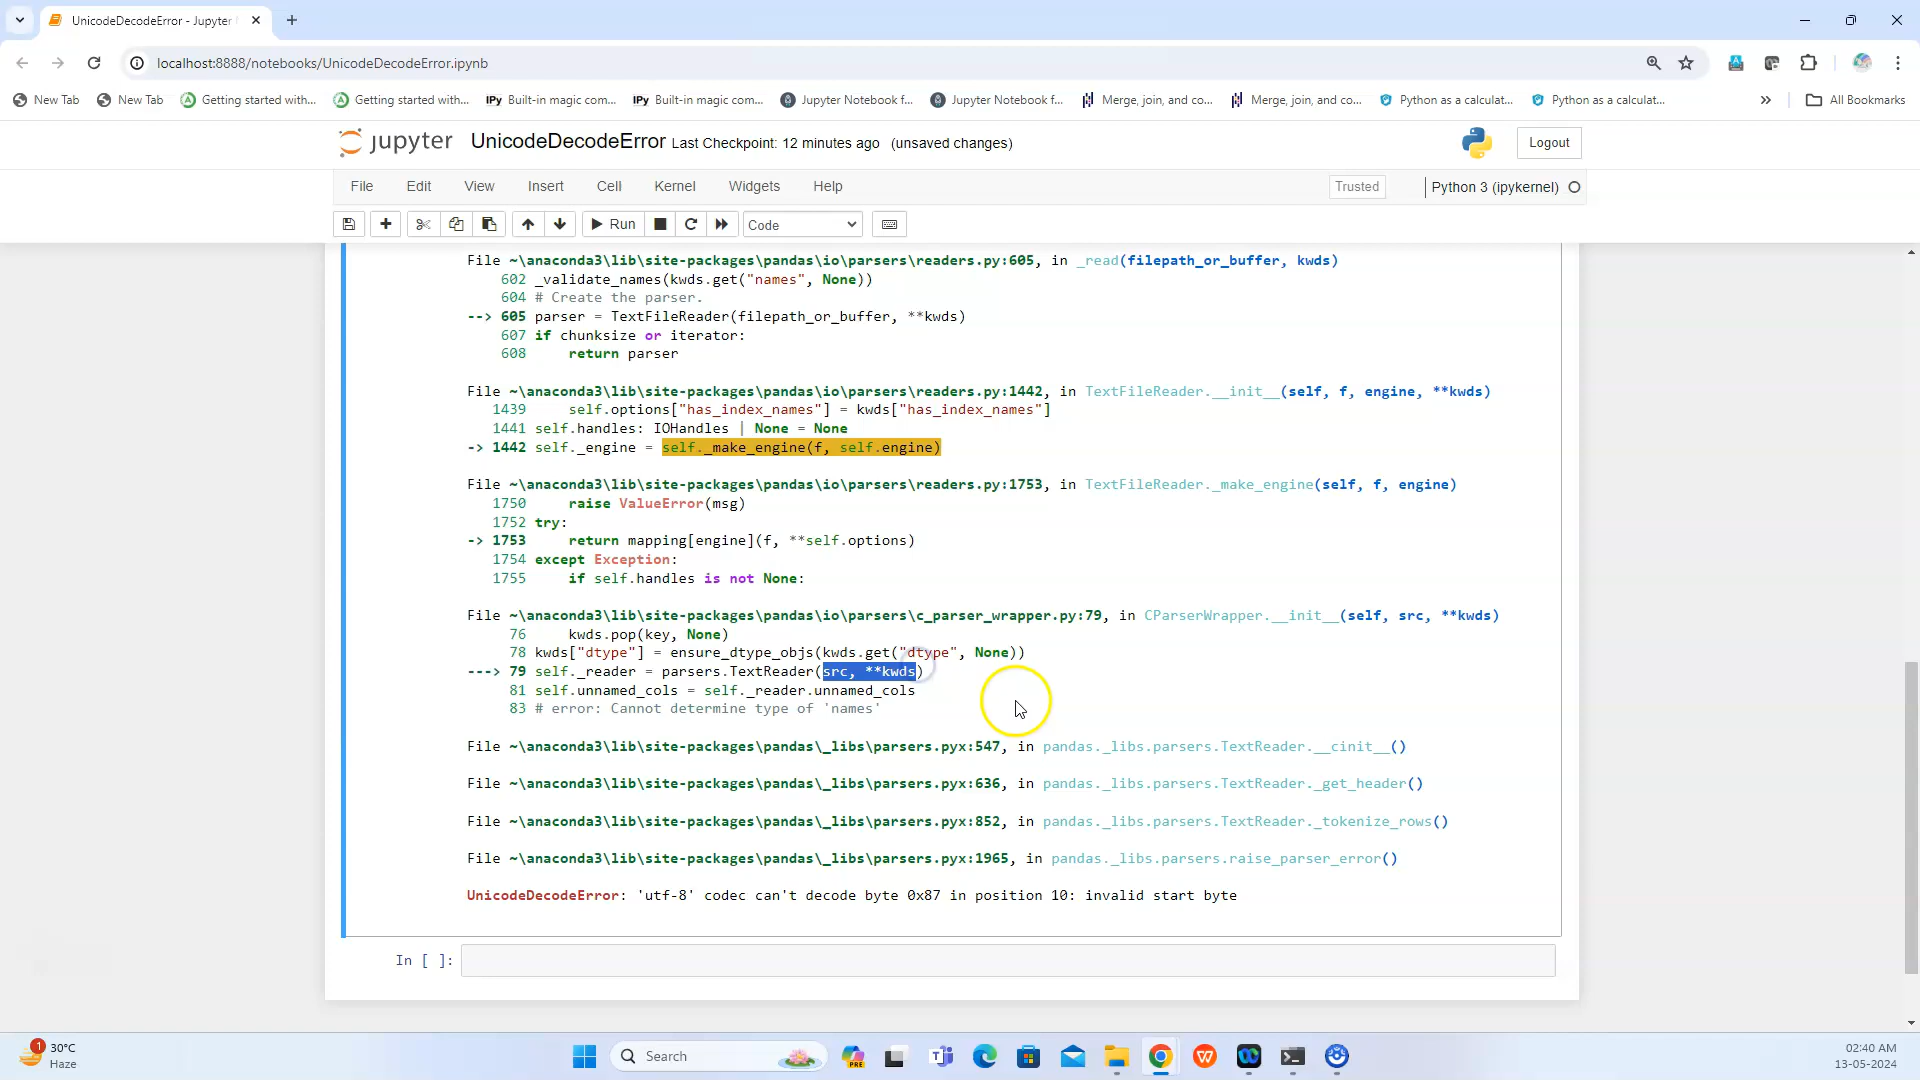 UnicodeDecodeError - Jupyter
localhost:8888/notebooks/UnicodeDecodeError.ipynb
New Tab New Tab Getting started with... Getting started with... IPy Built-in magic com... IPy Built-in magic com... Jupyter Notebook f... Jupyter Notebook f... Merge, join, and co... Merge, join, and co... Python as a calculat... Python as a calculat... » All Bookmarks
jupyter UnicodeDecodeError Last Checkpoint: 12 minutes ago (unsaved changes) Logout
File Edit View Insert Cell Kernel Widgets Help Trusted Python 3 (ipykernel)
Run Code
File ~\anaconda3\lib\site-packages\pandas\io\parsers\readers.py:605, in _read(filepath_or_buffer, kwds)
602 _validate_names(kwds.get("names", None))
604 # Create the parser.
--> 605 parser = TextFileReader(filepath_or_buffer, **kwds)
607 if chunksize or iterator:
608     return parser
File ~\anaconda3\lib\site-packages\pandas\io\parsers\readers.py:1442, in TextFileReader.__init__(self, f, engine, **kwds)
1439     self.options["has_index_names"] = kwds["has_index_names"]
1441 self.handles: IOHandles | None = None
-> 1442 self._engine = self._make_engine(f, self.engine)
File ~\anaconda3\lib\site-packages\pandas\io\parsers\readers.py:1753, in TextFileReader._make_engine(self, f, engine)
1750     raise ValueError(msg)
1752 try:
-> 1753     return mapping[engine](f, **self.options)
1754 except Exception:
1755     if self.handles is not None:
File ~\anaconda3\lib\site-packages\pandas\io\parsers\c_parser_wrapper.py:79, in CParserWrapper.__init__(self, src, **kwds)
76     kwds.pop(key, None)
78 kwds["dtype"] = ensure_dtype_objs(kwds.get("dtype", None))
---> 79 self._reader = parsers.TextReader(src, **kwds)
81 self.unnamed_cols = self._reader.unnamed_cols
83 # error: Cannot determine type of 'names'
File ~\anaconda3\lib\site-packages\pandas\_libs\parsers.pyx:547, in pandas._libs.parsers.TextReader.__cinit__()
File ~\anaconda3\lib\site-packages\pandas\_libs\parsers.pyx:636, in pandas._libs.parsers.TextReader._get_header()
File ~\anaconda3\lib\site-packages\pandas\_libs\parsers.pyx:852, in pandas._libs.parsers.TextReader._tokenize_rows()
File ~\anaconda3\lib\site-packages\pandas\_libs\parsers.pyx:1965, in pandas._libs.parsers.raise_parser_error()
UnicodeDecodeError: 'utf-8' codec can't decode byte 0x87 in position 10: invalid start byte
In [ ]:
1 30°C
Haze
Search
PRE
02:40 AM
13-05-2024